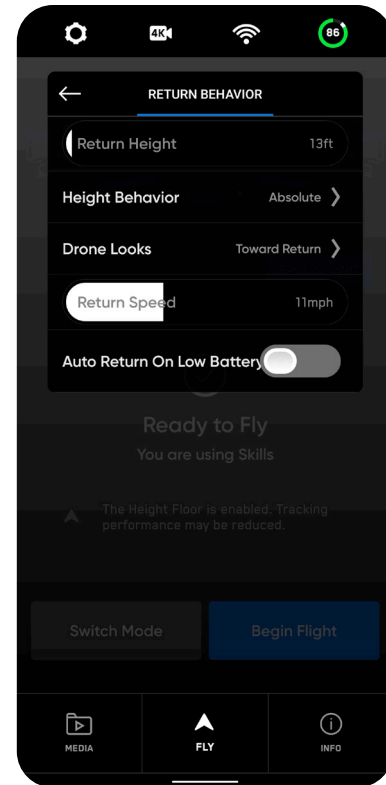 4K
86
RETURN BEHAVIOR
Return Height 13ft
Height Behavior Absolute
Drone Looks Toward Return
Return Speed 11mph
Auto Return On Low Battery
Ready to Fly
You are using Skills
The Height Floor is enabled. Tracking
performance may be reduced.
Switch Mode Begin Flight
MEDIA FLY INFO